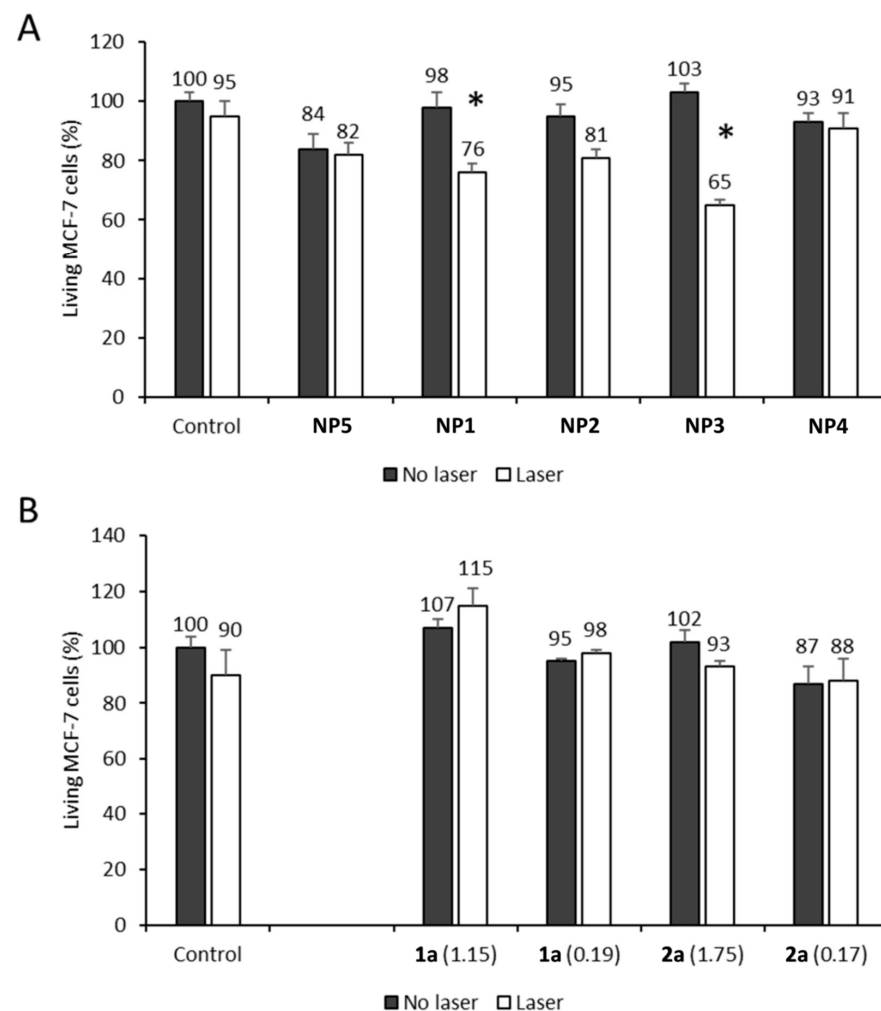 A
120
100
80
60
40
20
0
Living MCF-7 cells (%)
100 95 84 82 98 * 76 95 81 103 * 65 93 91
Control NP5 NP1 NP2 NP3 NP4
No laser Laser
B
140
120
100
80
60
40
20
0
Living MCF-7 cells (%)
100 90 107 115 95 98 102 93 87 88
Control 1a (1.15) 1a (0.19) 2a (1.75) 2a (0.17)
No laser Laser